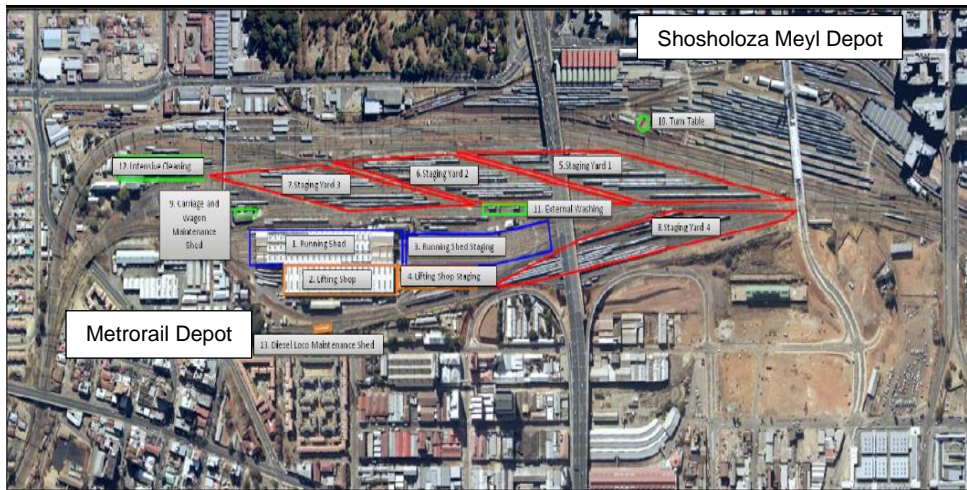 Shosholoza Meyl Depot
10. Turn Table
12. Intensive Cleaning
5.Staging Yard 1
6.Staging Yard 2
7.Staging Yard 3
9. Carriage and
Wagon
Maintenance
Shed
11. External Washing
8.Staging Yard 4
1. Running Shed
3. Running Shed Staging
2. Lifting Shop
4. Lifting Shop Staging
Metrorail Depot
13. Diesel Loco Maintenance Shed